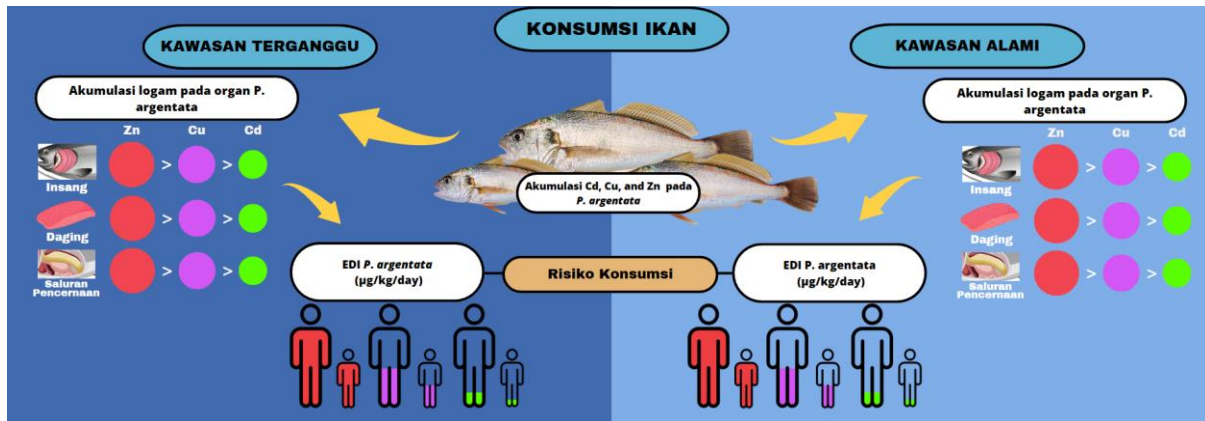 KONSUMSI IKAN
KAWASAN TERGANGGU
Akumulasi logam pada organ P.
argentata
Zn Cu Cd
> >
Insang
> >
Daging
> >
Saluran
Pencernaan
KAWASAN ALAMI
Akumulasi logam pada organ P.
argentata
Zn Cu Cd
> >
Insang
> >
Daging
> >
Saluran
Pencernaan
Akumulasi Cd, Cu, and Zn pada
P. argentata
EDI P. argentata
(µg/kg/day)
Risiko Konsumsi
EDI P. argentata
(µg/kg/day)